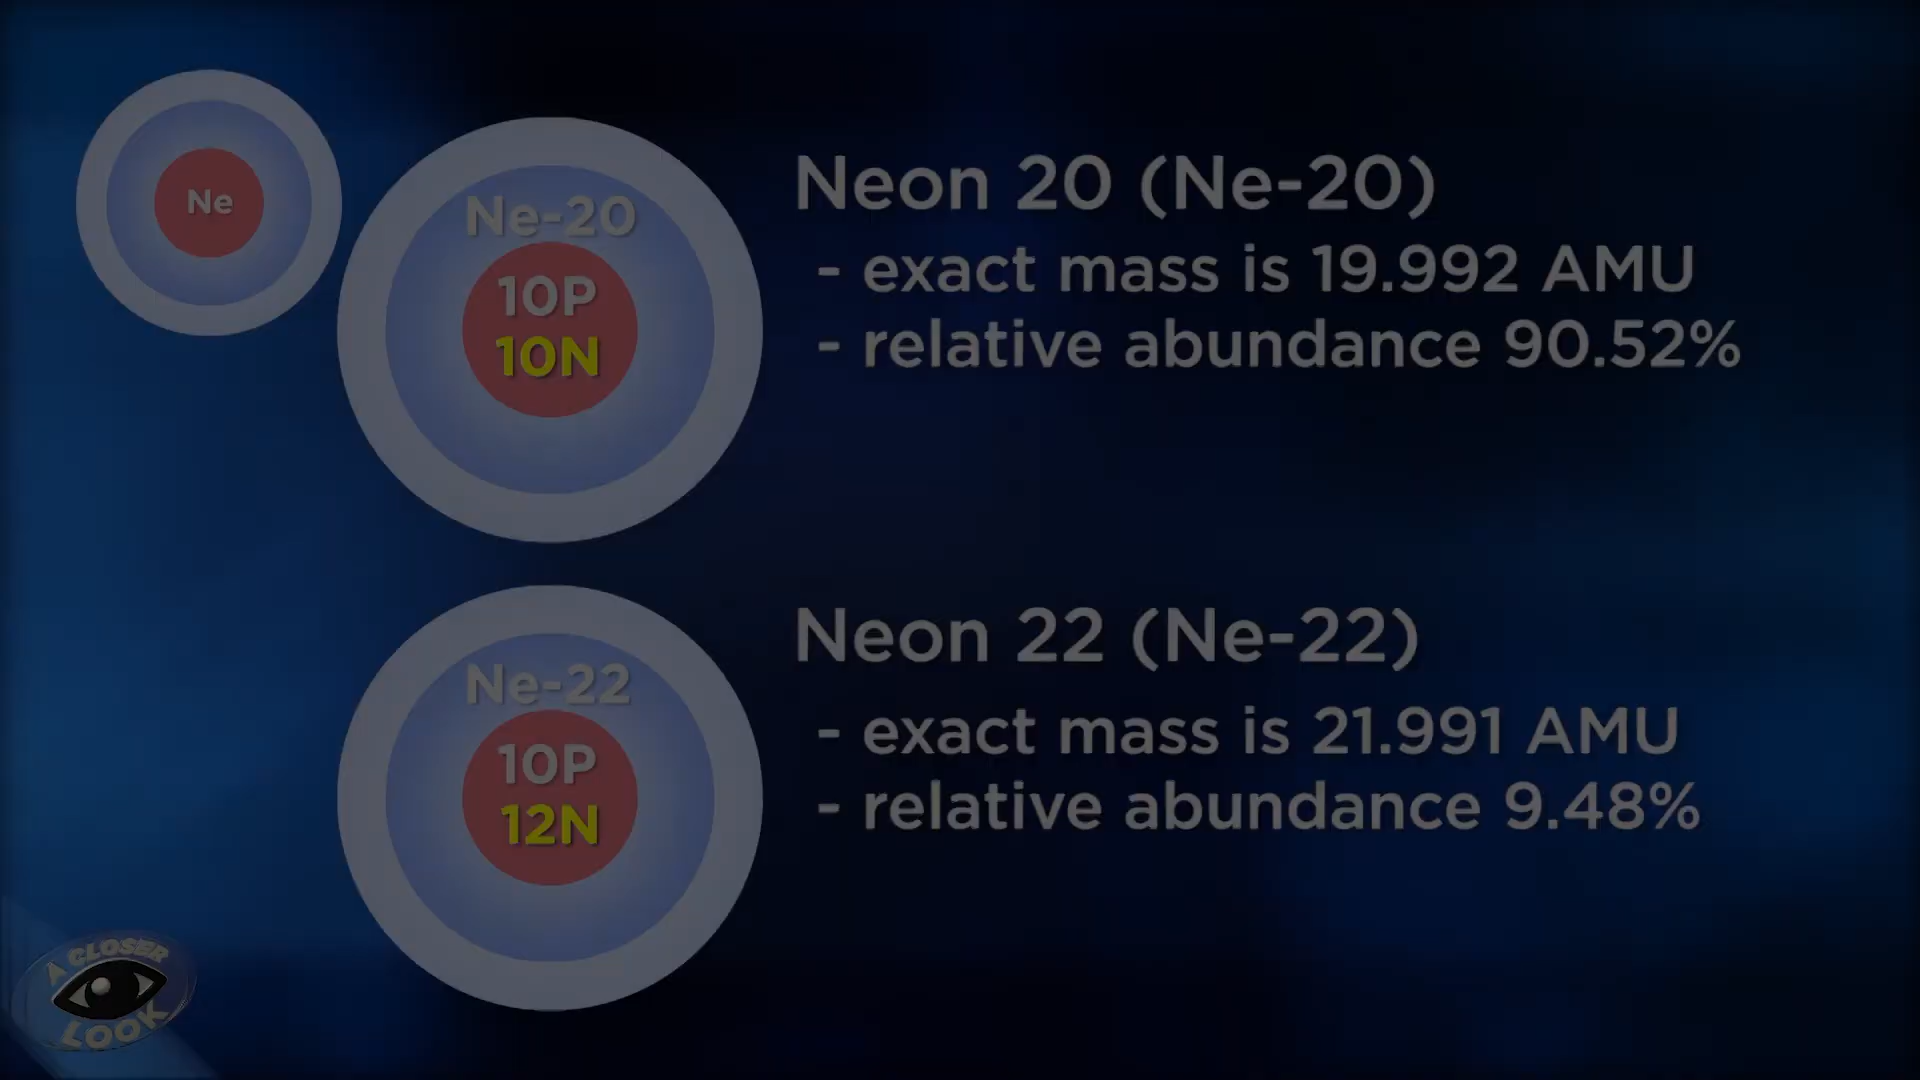 Ne
Ne-20
10P
10N
Neon 20 (Ne-20)
- exact mass is 19.992 AMU
- relative abundance 90.52%
Ne-22
10P
12N
Neon 22 (Ne-22)
- exact mass is 21.991 AMU
- relative abundance 9.48%
A CLOSER
LOOK